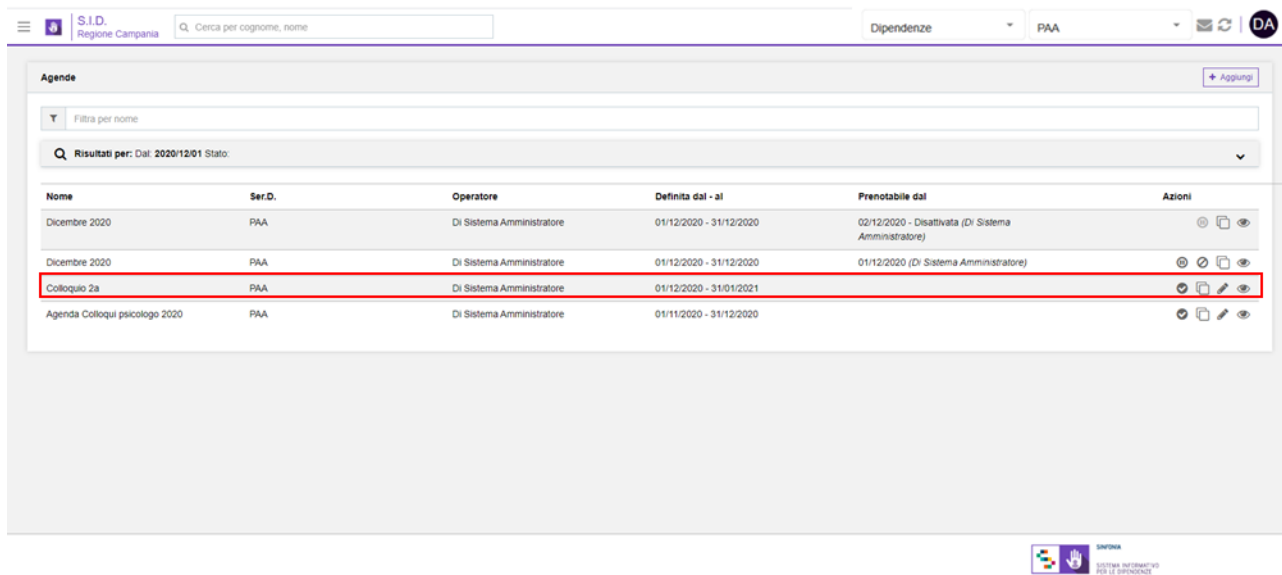 S.I.D.
Regione Campania
Cerca per cognome, nome
Dipendenze
PAA
DA
Agende
+ Aggiungi
Filtra per nome
Risultati per: Dal: 2020/12/01 Stato:
Nome Ser.D. Operatore Definita dal - al Prenotabile dal Azioni
Dicembre 2020 PAA Di Sistema Amministratore 01/12/2020 - 31/12/2020 02/12/2020 - Disattivata (Di Sistema
Amministratore)
Dicembre 2020 PAA Di Sistema Amministratore 01/12/2020 - 31/12/2020 01/12/2020 (Di Sistema Amministratore)
Colloquio 2a PAA Di Sistema Amministratore 01/12/2020 - 31/01/2021
Agenda Colloqui psicologo 2020 PAA Di Sistema Amministratore 01/11/2020 - 31/12/2020
SINFONIA
SISTEMA INFORMATIVO
PER LE DIPENDENZE